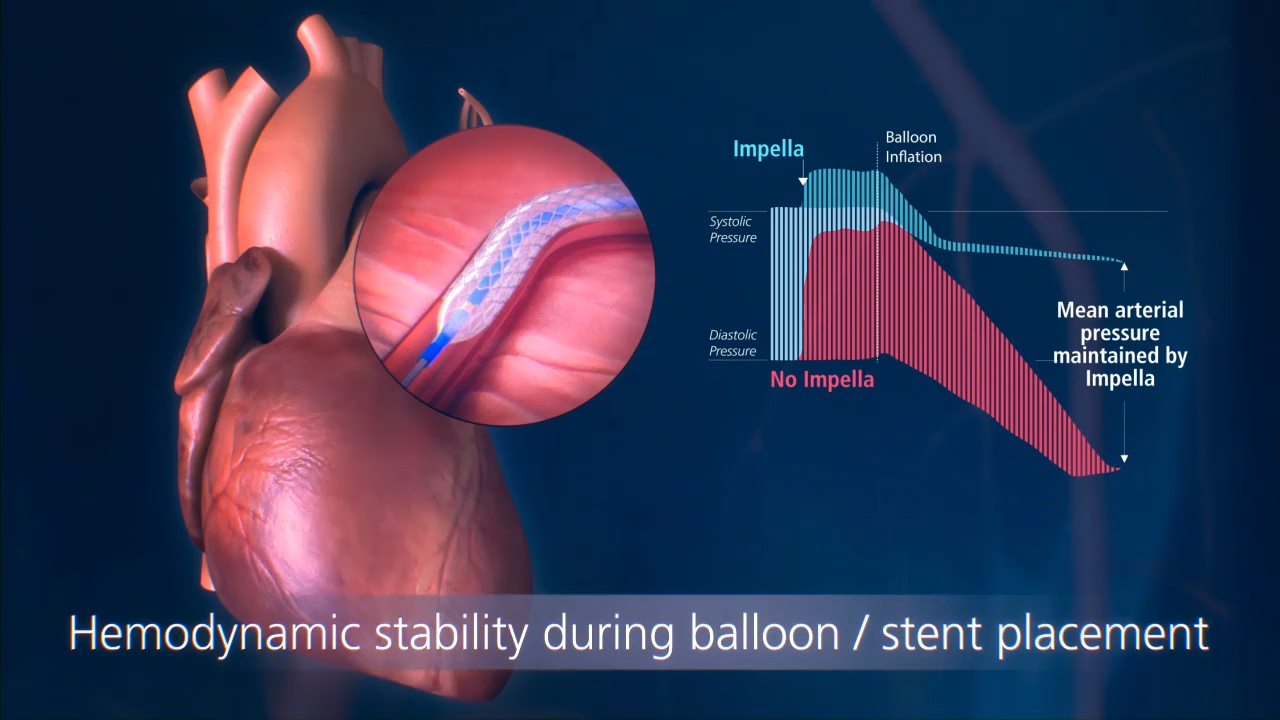 Impella
Balloon
Inflation
Systolic
Pressure
Diastolic
Pressure
No Impella
Mean arterial
pressure
maintained by
Impella
Hemodynamic stability during balloon / stent placement